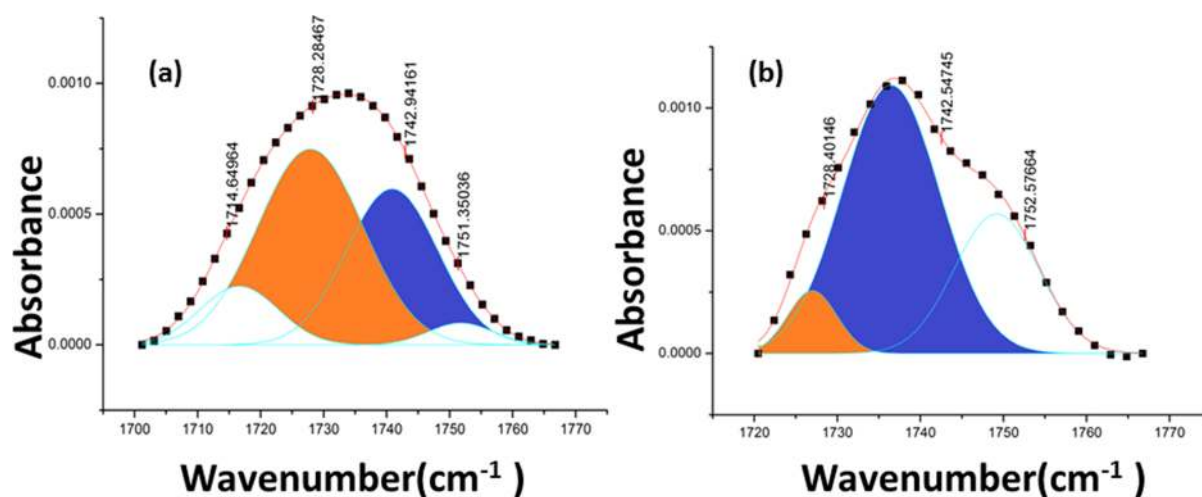 (a)
1714.64964
1728.28467
1742.94161
1751.35036
0.0010
0.0005
0.0000
Absorbance
1700 1710 1720 1730 1740 1750 1760 1770
Wavenumber(cm⁻¹ )
(b)
1728.40146
1742.54745
1752.57664
0.0010
0.0005
0.0000
Absorbance
1720 1730 1740 1750 1760 1770
Wavenumber(cm⁻¹ )